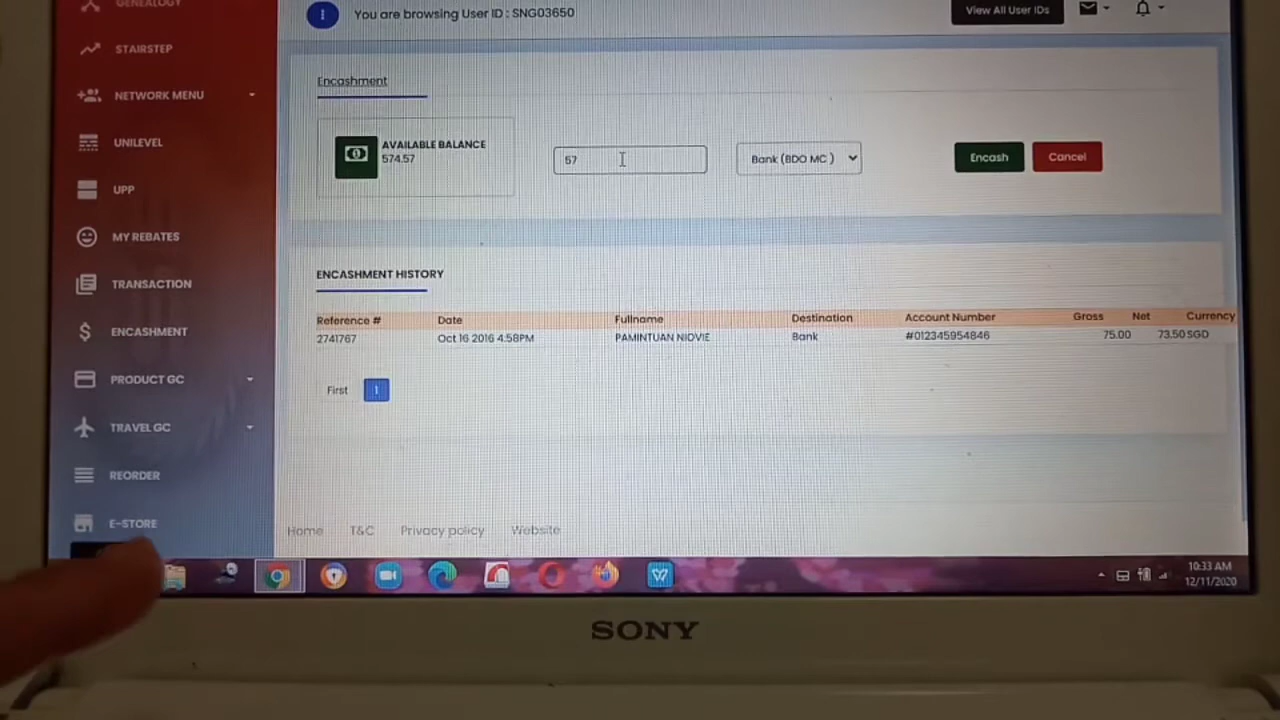 GENEALOGY
STAIRSTEP
NETWORK MENU
UNILEVEL
UPP
MY REBATES
TRANSACTION
ENCASHMENT
PRODUCT GC
TRAVEL GC
REORDER
E-STORE
You are browsing User ID : SNG03650
View All User IDs
Encashment
AVAILABLE BALANCE
574.57
57
Bank (BDO MC )
Encash
Cancel
ENCASHMENT HISTORY
Reference # Date Fullname Destination Account Number Gross Net Currency
2741767 Oct 16 2016 4:58PM PAMINTUAN NIOVIE Bank #012345954846 75.00 73.50 SGD
First 1
Home T&C Privacy policy Website
10:33 AM
12/11/2020
SONY